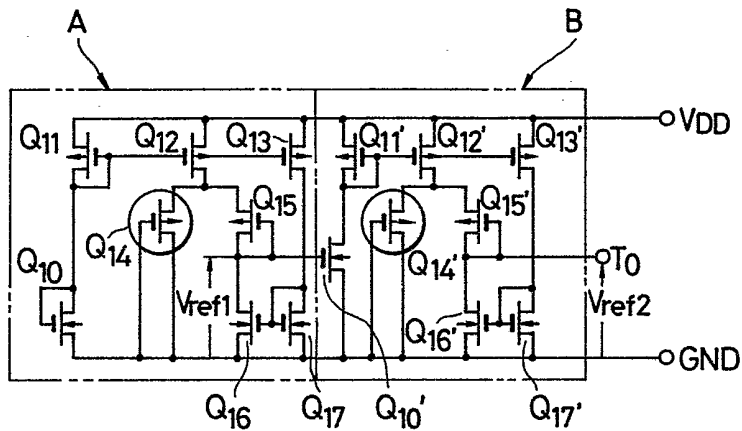 A
B
Q11
Q12
Q13
Q11'
Q12'
Q13'
VDD
Q14
Q15
Q14'
Q15'
Q10
Vref1
T0
Vref2
Q16'
GND
Q16
Q17
Q10'
Q17'